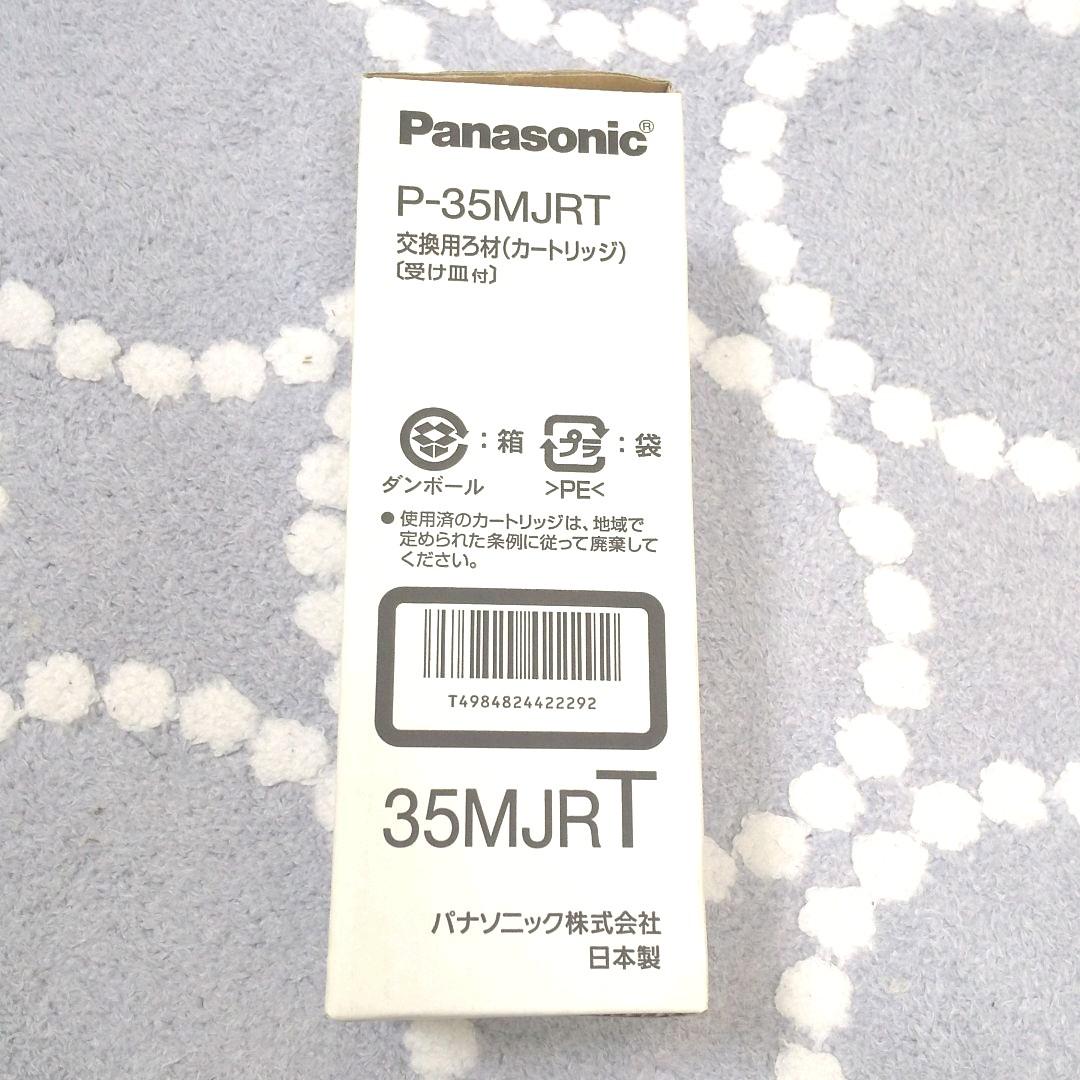 Panasonic®
P-35MJRT
交換用ろ材(カートリッジ)
〔受け皿付〕
：箱 プラ：袋
ダンボール >PE<
● 使用済のカートリッジは、地域で
定められた条例に従って廃棄して
ください。
T4984824422292
35MJRT
パナソニック株式会社
日本製